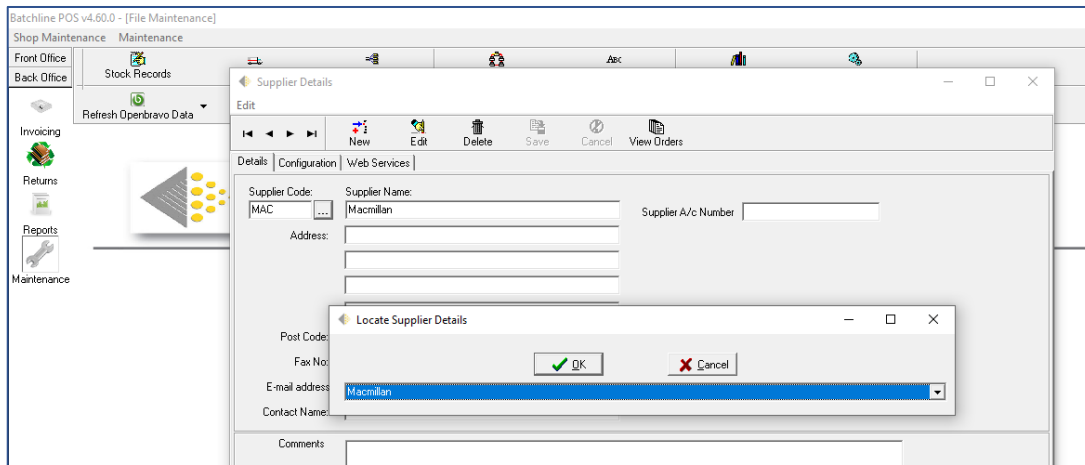 Batchline POS v4.60.0 - [File Maintenance]
Shop Maintenance Maintenance
Front Office
Back Office
Stock Records
ABC
Refresh Openbravo Data
Invoicing
Returns
Reports
Maintenance
Supplier Details
Edit
New Edit Delete Save Cancel View Orders
Details Configuration Web Services
Supplier Code: Supplier Name:
MAC ... Macmillan Supplier A/c Number
Address:
Post Code:
Fax No:
E-mail address
Contact Name:
Comments
Locate Supplier Details
OK Cancel
Macmillan